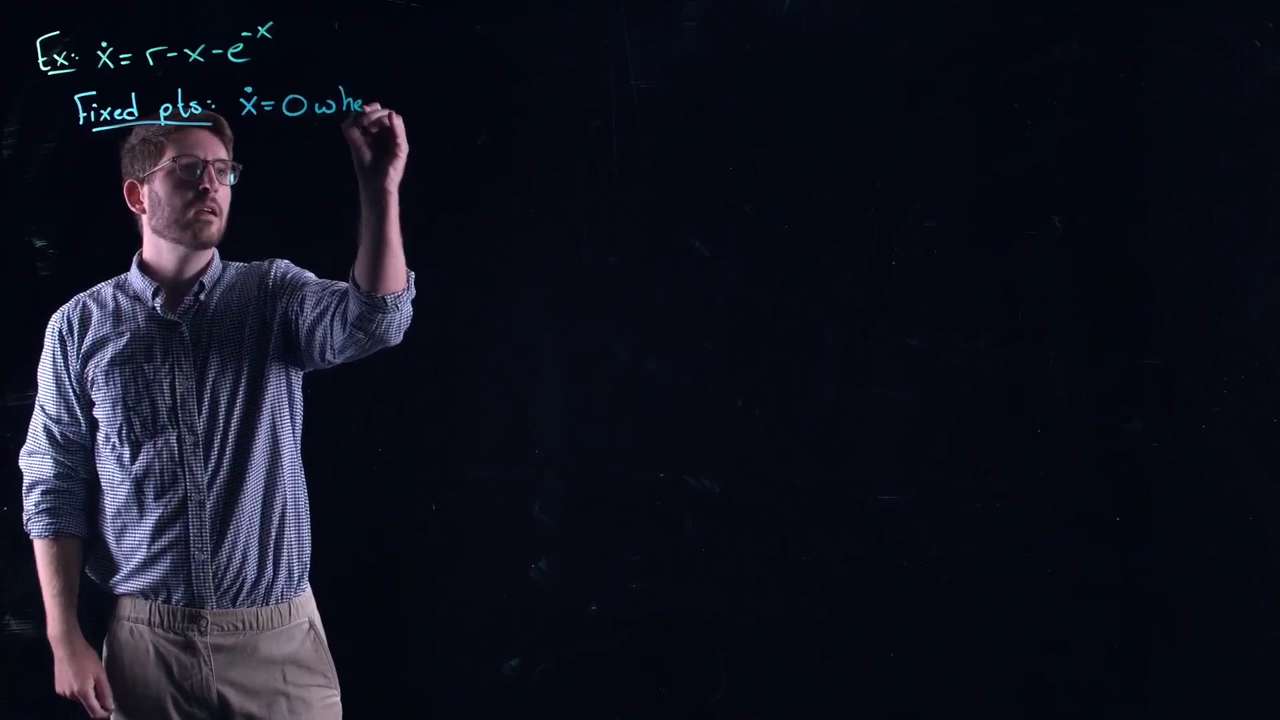 Ex: ẋ = r - x - e^{-x}
Fixed pts: ẋ = 0 whe